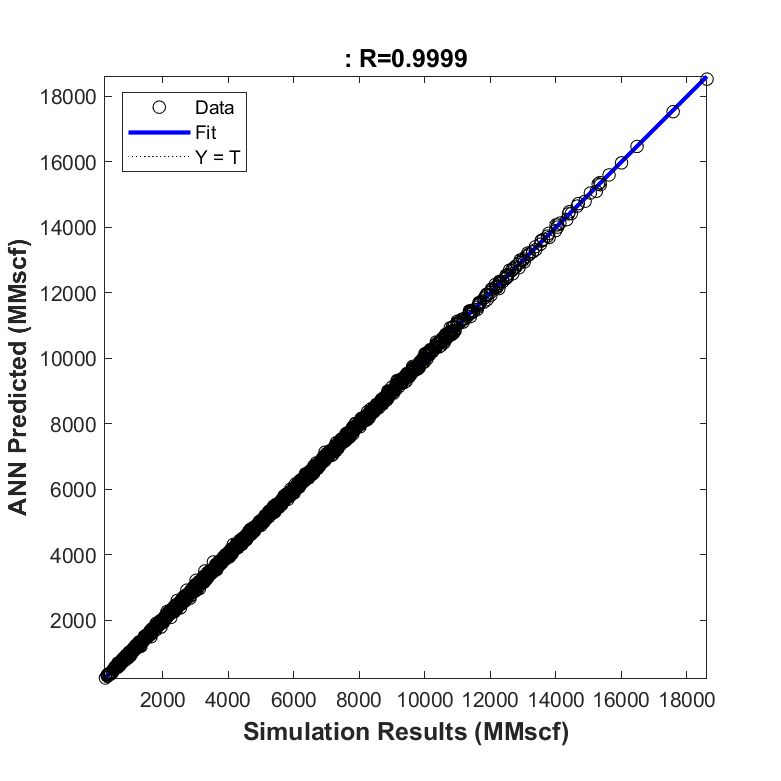 : R=0.9999
Data
Fit
Y = T
18000
16000
14000
12000
10000
8000
6000
4000
2000
ANN Predicted (MMscf)
2000 4000 6000 8000 10000 12000 14000 16000 18000
Simulation Results (MMscf)